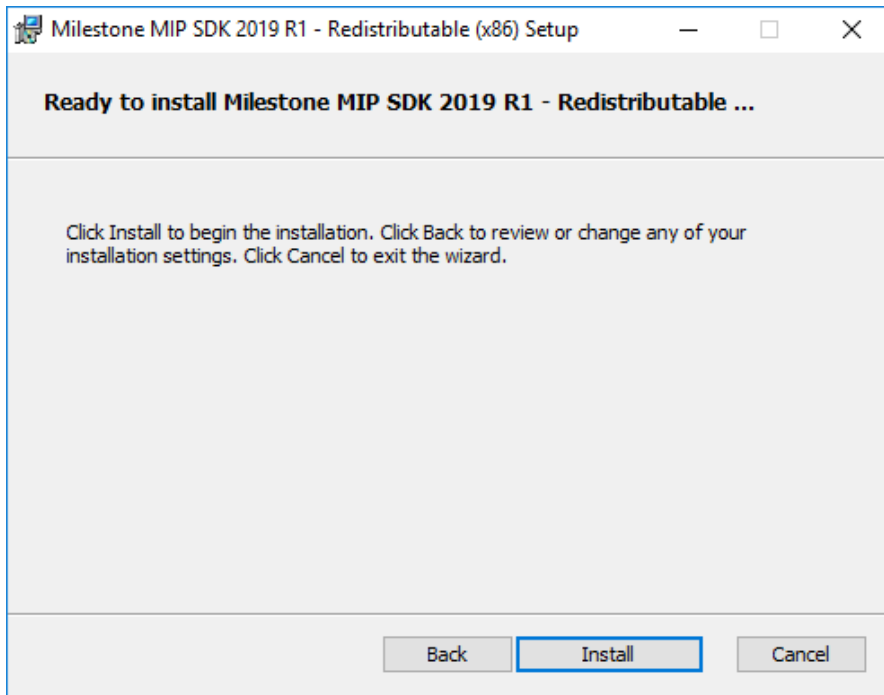 Milestone MIP SDK 2019 R1 - Redistributable (x86) Setup
Ready to install Milestone MIP SDK 2019 R1 - Redistributable ...
Click Install to begin the installation. Click Back to review or change any of your
installation settings. Click Cancel to exit the wizard.
Back Install Cancel